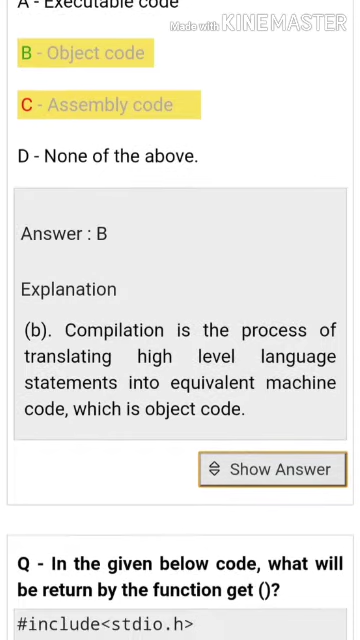 A - Executable code
Made with KINEMASTER
B - Object code
C - Assembly code
D - None of the above.
Answer : B
Explanation
(b). Compilation is the process of
translating high level language
statements into equivalent machine
code, which is object code.
Show Answer
Q - In the given below code, what will
be return by the function get ()?
#include<stdio.h>